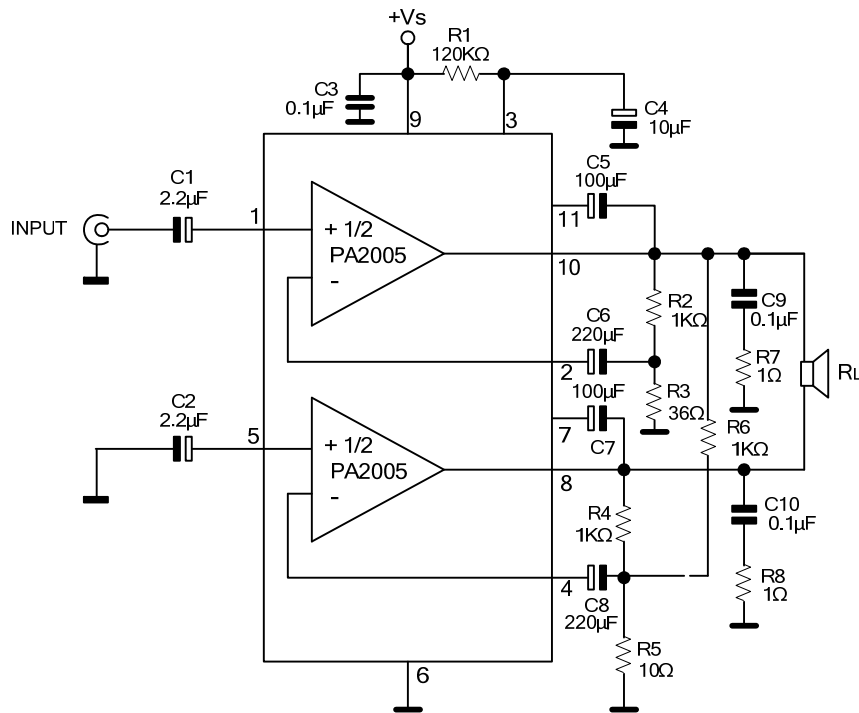 +Vs
R1
120KΩ
C3
0.1µF
9
3
C4
10µF
C1
2.2µF
INPUT
1
+ 1/2
PA2005
-
C5
100µF
11
10
R2
1KΩ
C6
220µF
2
R3
36Ω
C9
0.1µF
R7
1Ω
RL
C2
2.2µF
5
+ 1/2
PA2005
-
100µF
7
C7
8
R6
1KΩ
R4
1KΩ
C10
0.1µF
4
C8
220µF
R8
1Ω
R5
10Ω
6